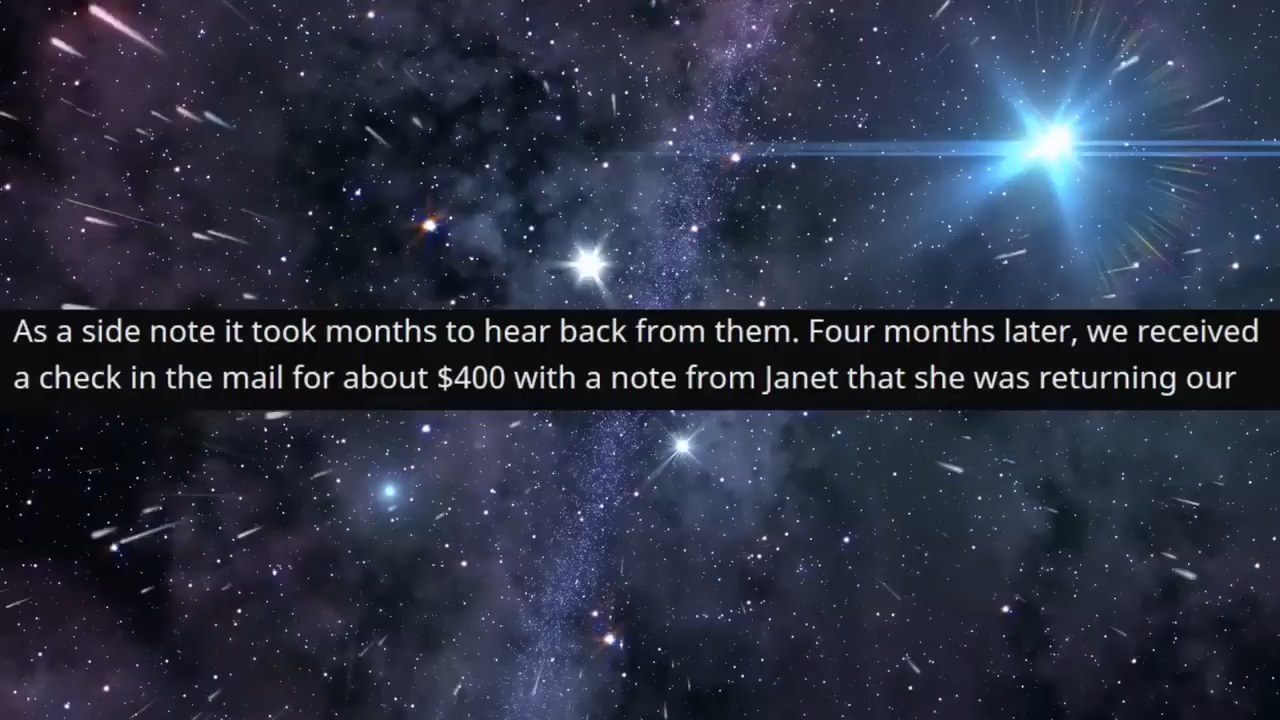 As a side note it took months to hear back from them. Four months later, we received
a check in the mail for about $400 with a note from Janet that she was returning our